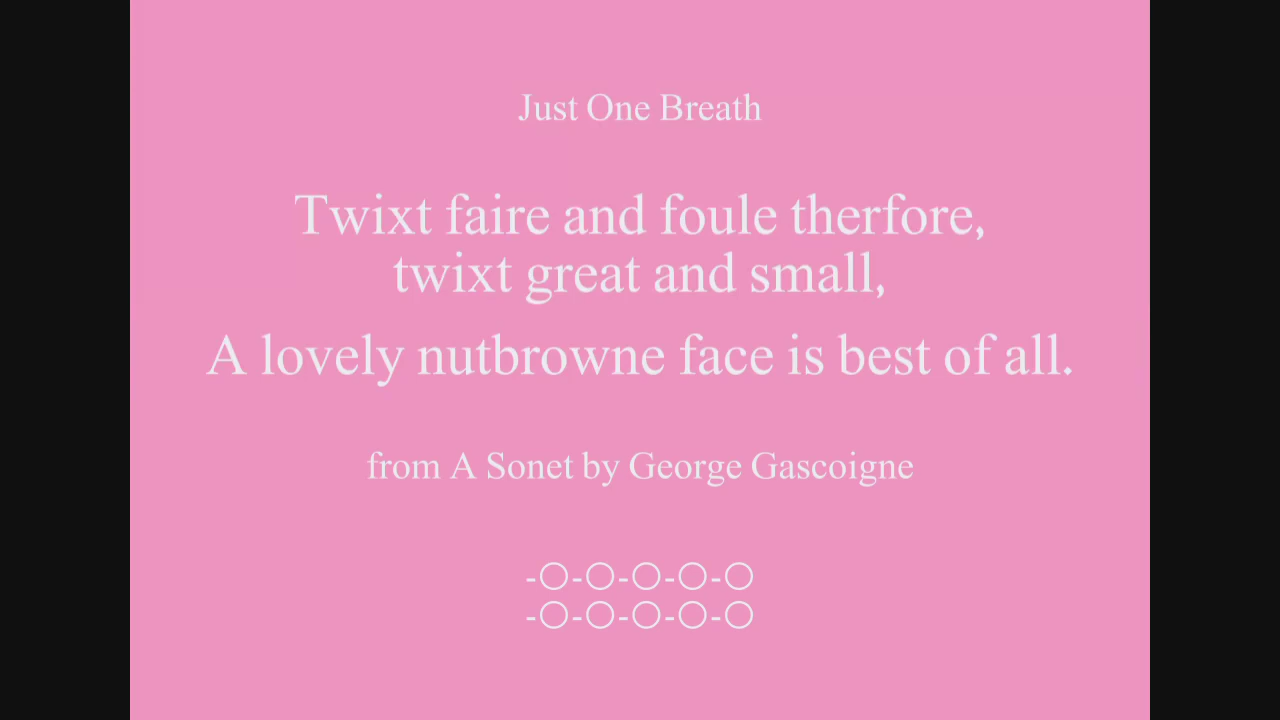 Just One Breath
Twixt faire and foule therfore,
twixt great and small,
A lovely nutbrowne face is best of all.
from A Sonet by George Gascoigne
-○-○-○-○-○
-○-○-○-○-○